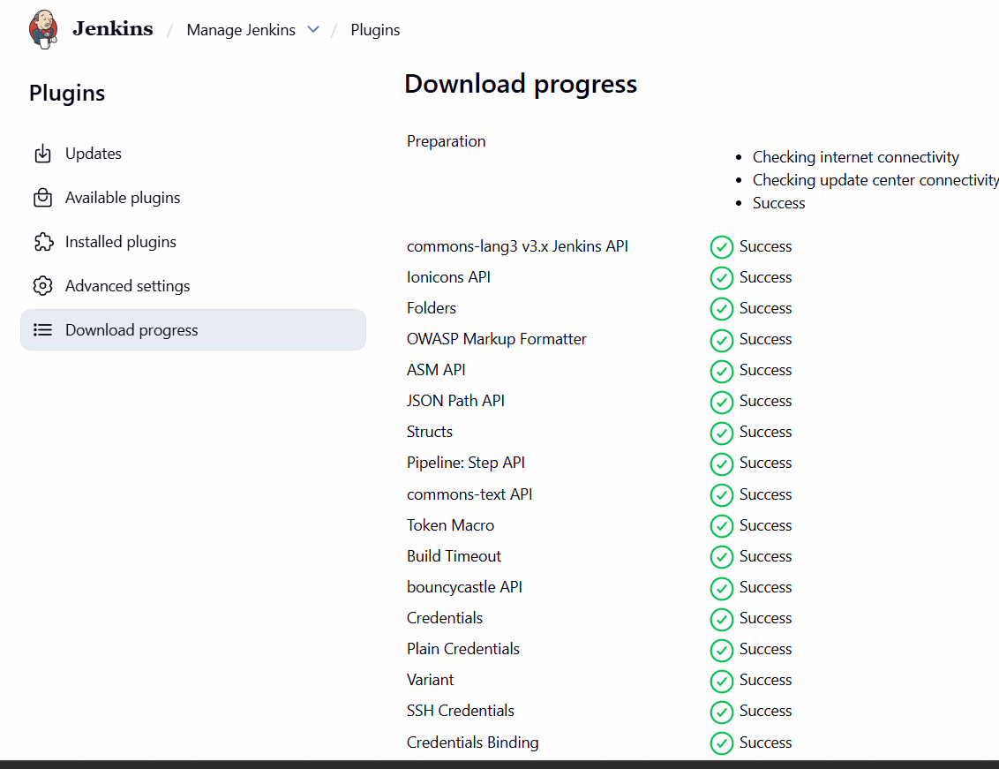 Jenkins / Manage Jenkins / Plugins
Plugins
Updates
Available plugins
Installed plugins
Advanced settings
Download progress
Download progress
Preparation
• Checking internet connectivity
• Checking update center connectivity
• Success
commons-lang3 v3.x Jenkins API Success
Ionicons API Success
Folders Success
OWASP Markup Formatter Success
ASM API Success
JSON Path API Success
Structs Success
Pipeline: Step API Success
commons-text API Success
Token Macro Success
Build Timeout Success
bouncycastle API Success
Credentials Success
Plain Credentials Success
Variant Success
SSH Credentials Success
Credentials Binding Success